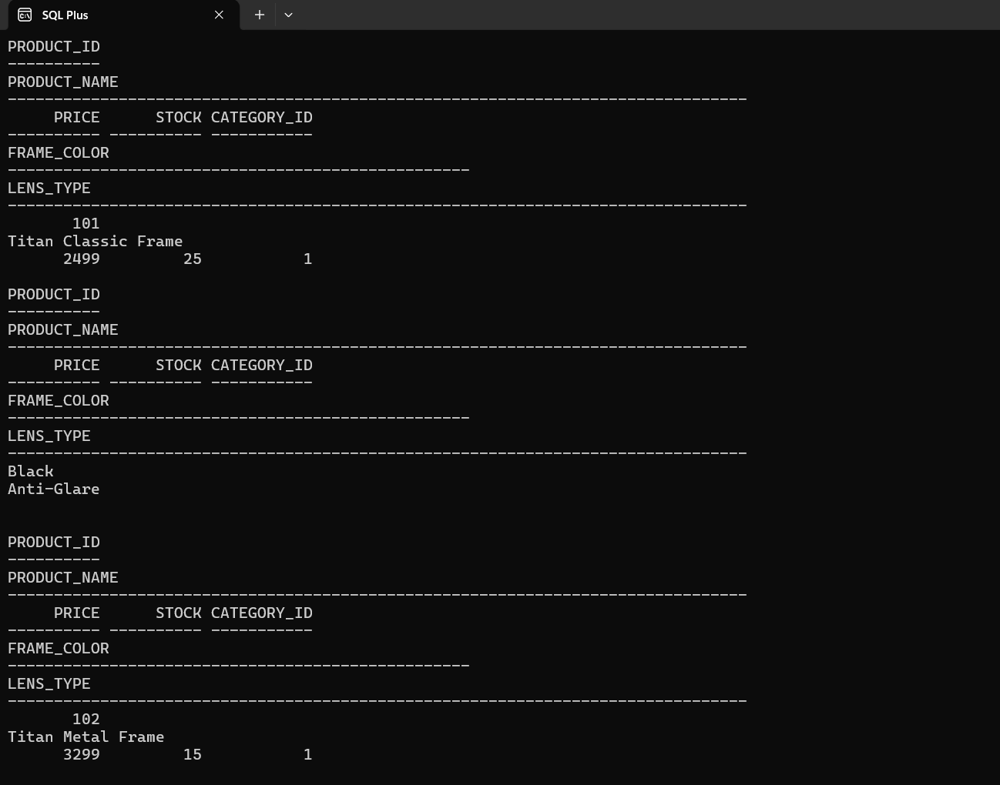 SQL Plus
PRODUCT_ID
----------
PRODUCT_NAME
--------------------------------------------------------------------------------
     PRICE      STOCK CATEGORY_ID
---------- ---------- -----------
FRAME_COLOR
--------------------------------------------------
LENS_TYPE
--------------------------------------------------------------------------------
       101
Titan Classic Frame
      2499         25           1

PRODUCT_ID
----------
PRODUCT_NAME
--------------------------------------------------------------------------------
     PRICE      STOCK CATEGORY_ID
---------- ---------- -----------
FRAME_COLOR
--------------------------------------------------
LENS_TYPE
--------------------------------------------------------------------------------
Black
Anti-Glare


PRODUCT_ID
----------
PRODUCT_NAME
--------------------------------------------------------------------------------
     PRICE      STOCK CATEGORY_ID
---------- ---------- -----------
FRAME_COLOR
--------------------------------------------------
LENS_TYPE
--------------------------------------------------------------------------------
       102
Titan Metal Frame
      3299         15           1